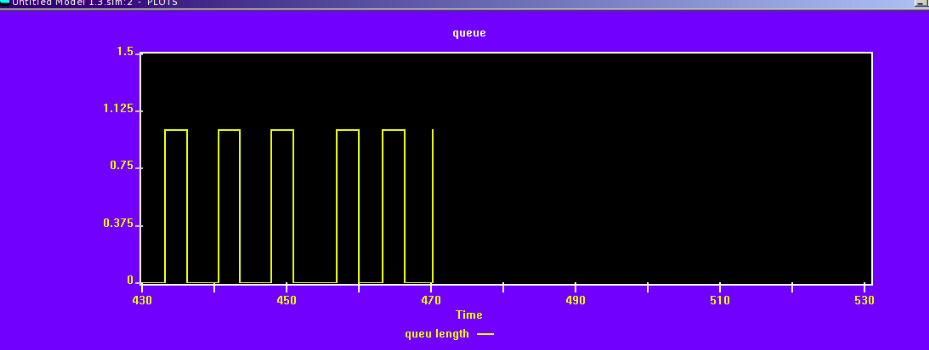 Untitled Model 1.3.sim:2 - PLOTS
queue
1.5
1.125
0.75
0.375
0
430 450 470 490 510 530
Time
queu length